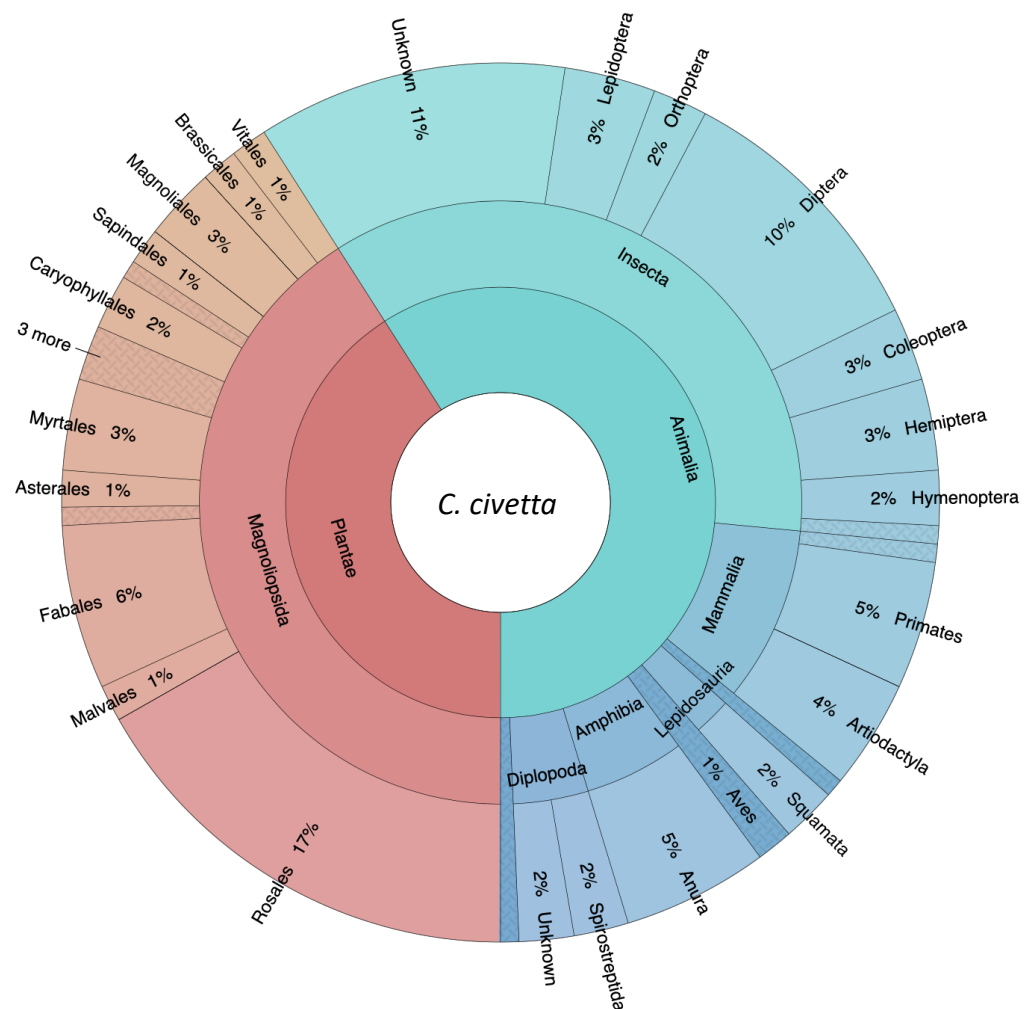 C. civetta
Animalia
Plantae
Insecta
Mammalia
Lepidosauria
Amphibia
Diplopoda
Magnoliopsida
Unknown 11%
3% Lepidoptera
2% Orthoptera
10% Diptera
3% Coleoptera
3% Hemiptera
2% Hymenoptera
5% Primates
4% Artiodactyla
2% Squamata
1% Aves
5% Anura
2% Spirostreptida
2% Unknown
Rosales 17%
Malvales 1%
Fabales 6%
Asterales 1%
Myrtales 3%
3 more
Caryophyllales 2%
Sapindales 1%
Magnoliales 3%
Brassicales 1%
Vitales 1%